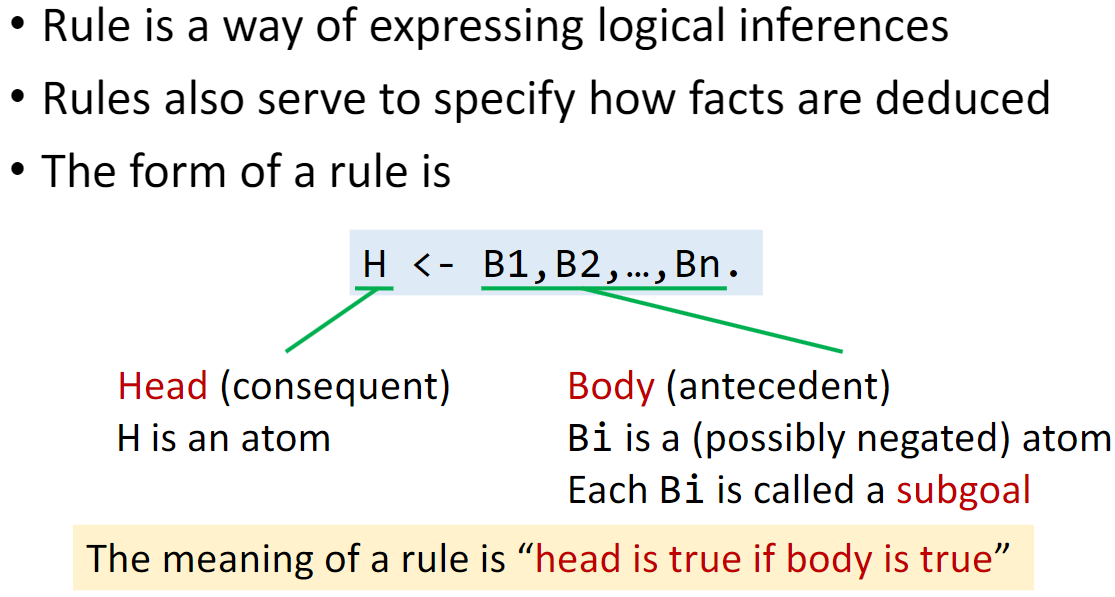 • Rule is a way of expressing logical inferences
• Rules also serve to specify how facts are deduced
• The form of a rule is
H <- B1,B2,…,Bn.
Head (consequent)
H is an atom
Body (antecedent)
Bi is a (possibly negated) atom
Each Bi is called a subgoal
The meaning of a rule is “head is true if body is true”